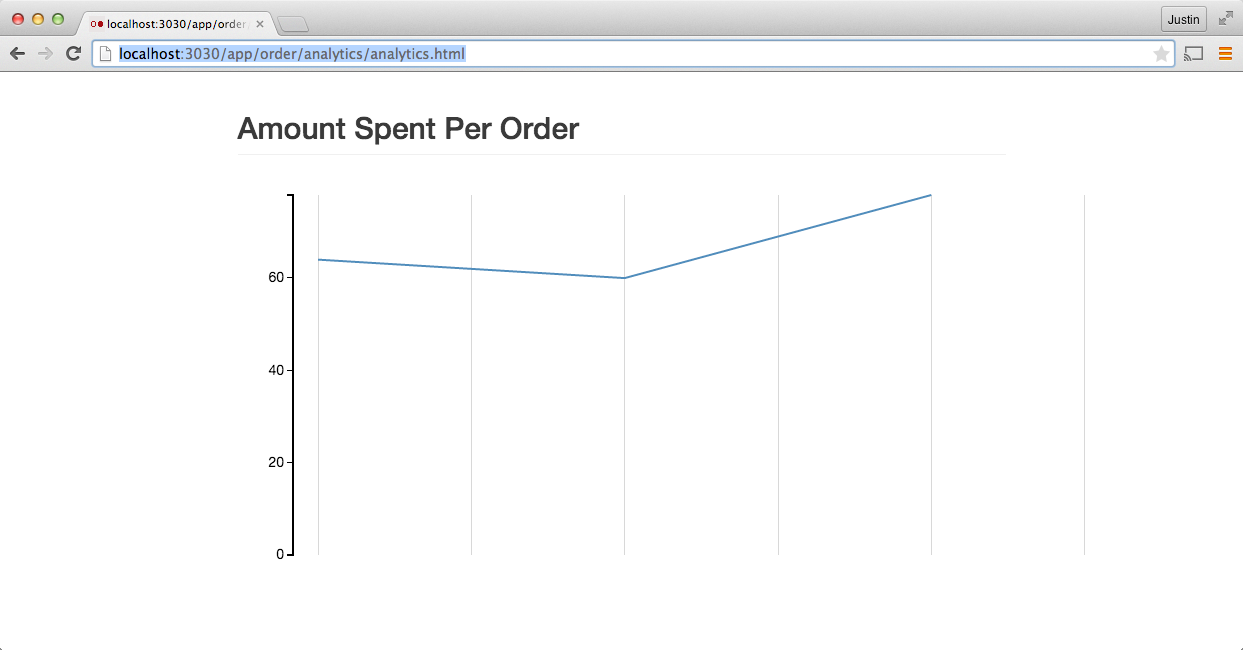 localhost:3030/app/order
Justin
localhost:3030/app/order/analytics/analytics.html
Amount Spent Per Order
60
40
20
0